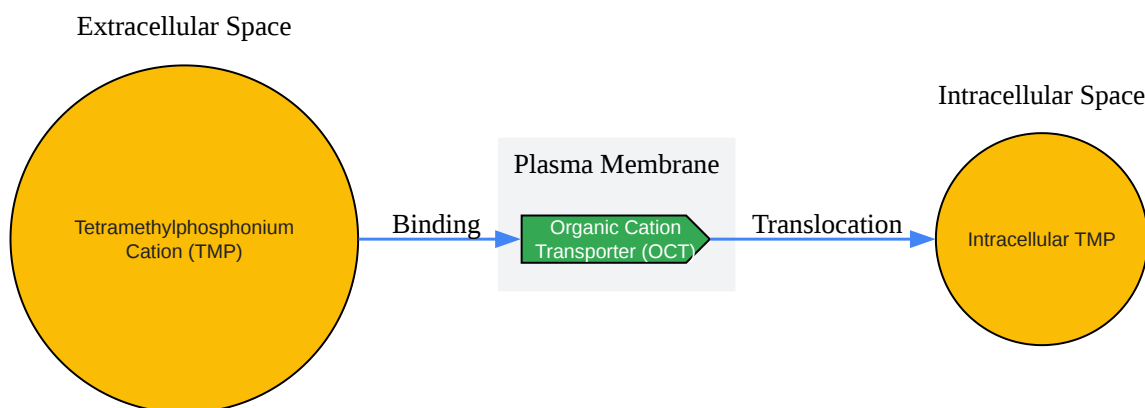 Extracellular Space
Tetramethylphosphonium
Cation (TMP)
Binding
Plasma Membrane
Organic Cation
Transporter (OCT)
Translocation
Intracellular Space
Intracellular TMP